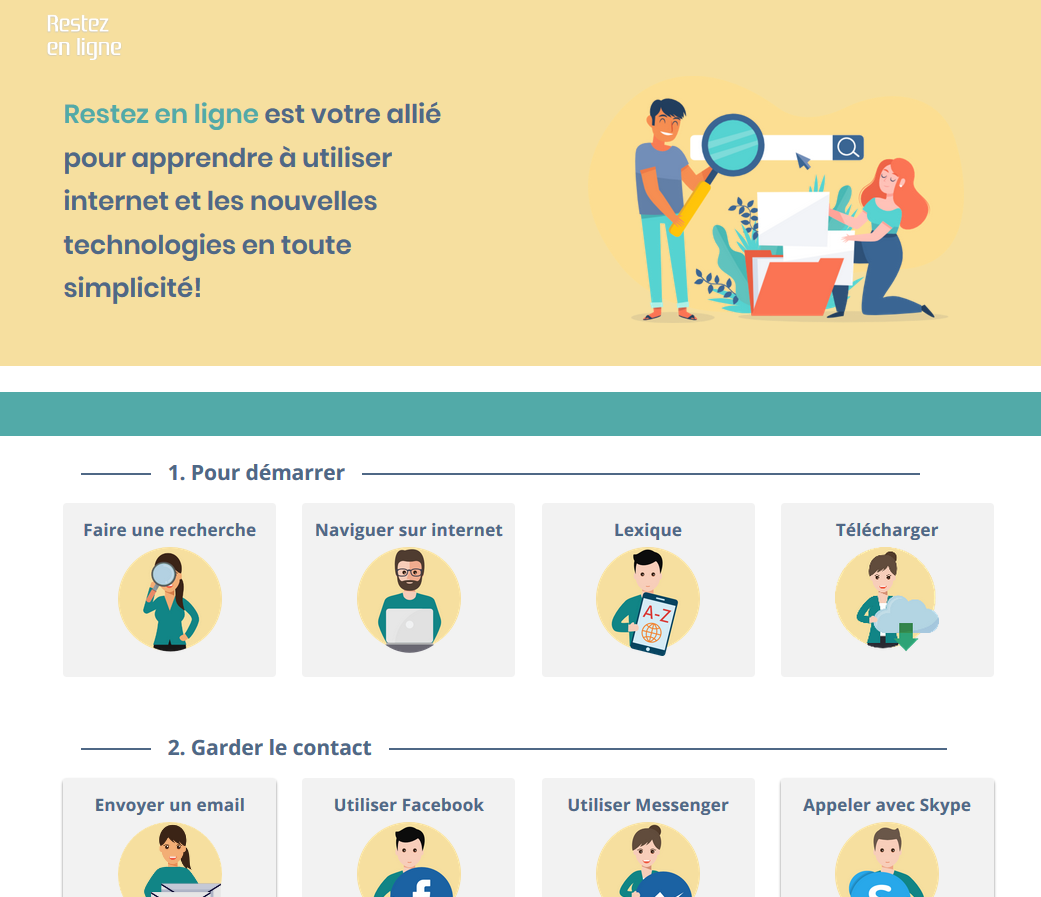 Restez
en ligne
Restez en ligne est votre allié
pour apprendre à utiliser
internet et les nouvelles
technologies en toute
simplicité!
1. Pour démarrer
Faire une recherche
Naviguer sur internet
Lexique
Télécharger
A-Z
2. Garder le contact
Envoyer un email
Utiliser Facebook
Utiliser Messenger
Appeler avec Skype
f
S